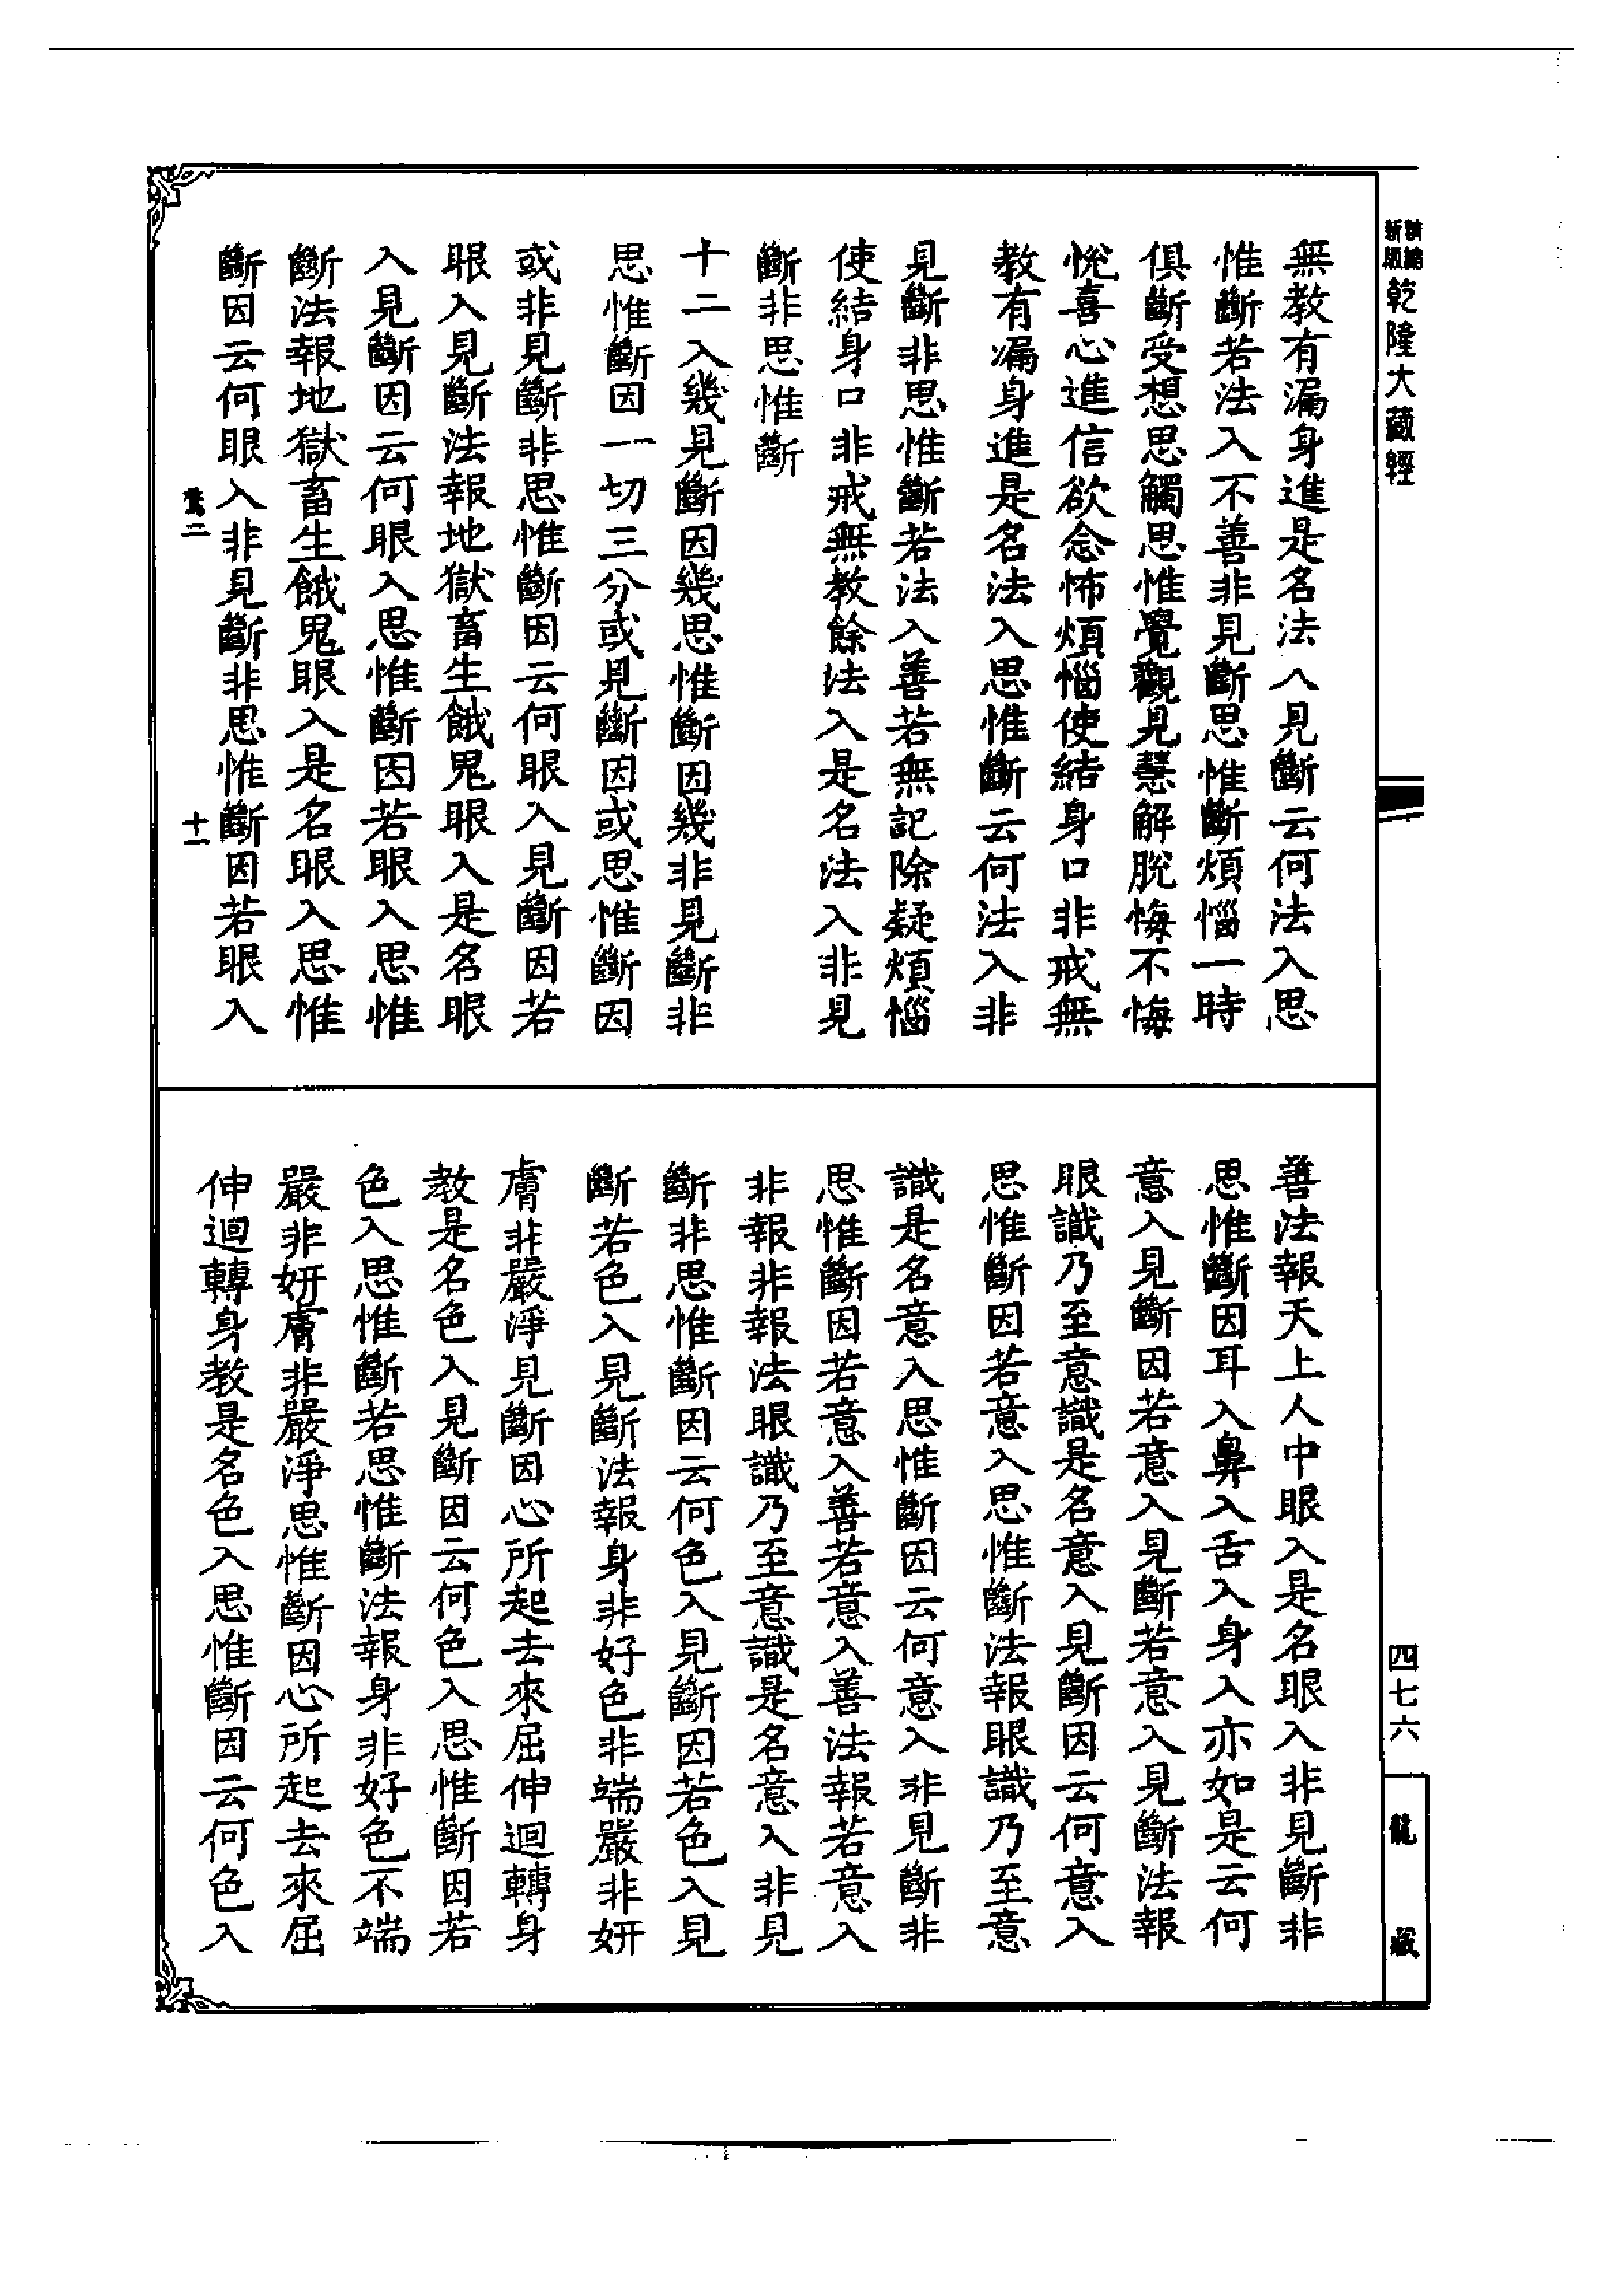 新版
精縮
乾隆大藏經
四七六
龍藏
無教有漏身進是名法入見斷云何法入思
惟斷若法入不善非見斷思惟斷煩惱一時
俱斷受想思觸思惟覺觀見慧解脫悔不悔
悅喜心進信欲念怖煩惱使結身口非戒無
教有漏身進是名法入思惟斷云何法入非
見斷非思惟斷若法入善若無記除疑煩惱
使結身口非戒無教餘法入是名法入非見
斷非思惟斷
十二入幾見斷因幾思惟斷因幾非見斷非
思惟斷因一切三分或見斷因或思惟斷因
或非見斷非思惟斷因云何眼入見斷因若
眼入見斷法報地獄畜生餓鬼眼入是名眼
入見斷因云何眼入思惟斷因若眼入思惟
斷法報地獄畜生餓鬼眼入是名眼入思惟
斷因云何眼入非見斷非思惟斷因若眼入
二 十一
善法報天上人中眼入是名眼入非見斷非
思惟斷因耳入鼻入舌入身入亦如是云何
意入見斷因若意入見斷若意入見斷法報
眼識乃至意識是名意入見斷因云何意入
思惟斷因若意入思惟斷法報眼識乃至意
識是名意入思惟斷因云何意入非見斷非
思惟斷因若意入善若意入善法報若意入
非報非報法眼識乃至意識是名意入非見
斷非思惟斷因云何色入見斷因若色入見
斷若色入見斷法報身非好色非端嚴非妍
膚非嚴淨見斷因心所起去來屈伸迴轉身
教是名色入見斷因云何色入思惟斷因若
色入思惟斷若思惟斷法報身非好色不端
嚴非妍膚非嚴淨思惟斷因心所起去來屈
伸迴轉身教是名色入思惟斷因云何色入